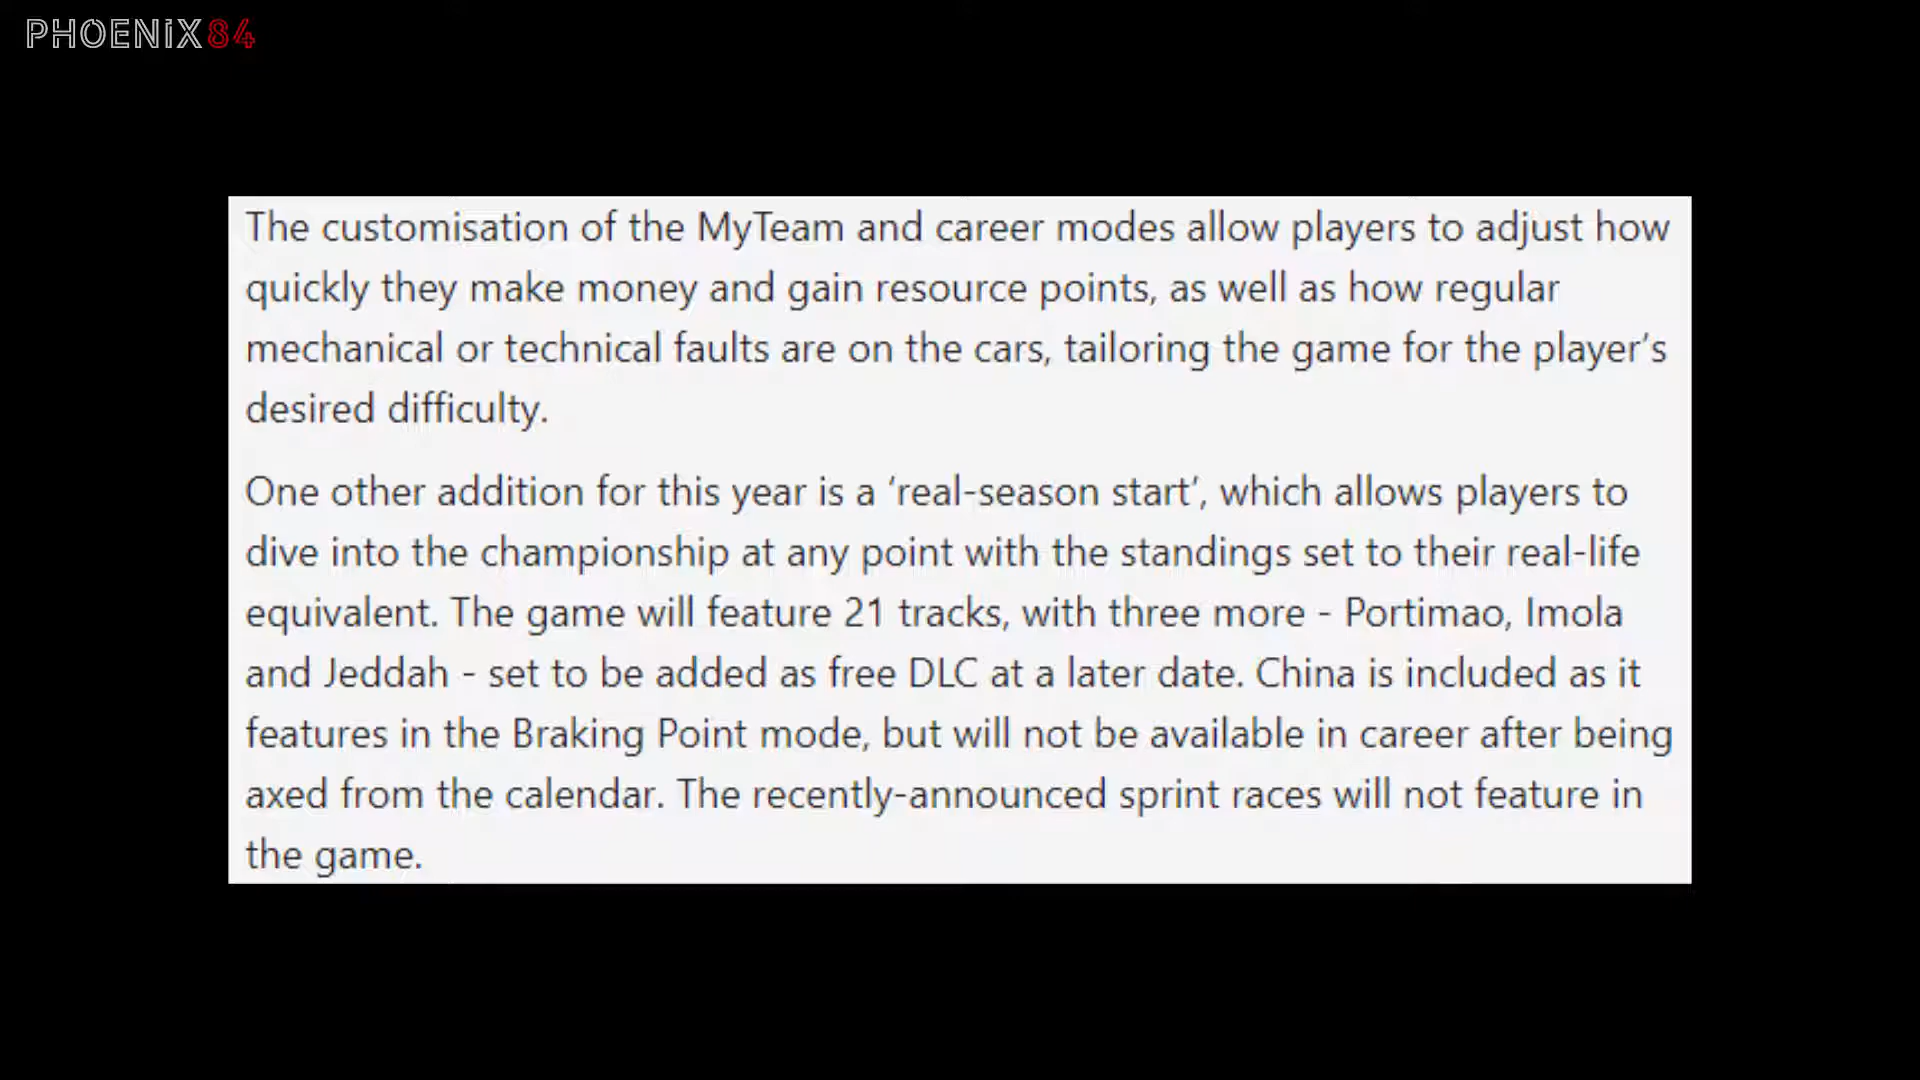 PHOENiX84
The customisation of the MyTeam and career modes allow players to adjust how
quickly they make money and gain resource points, as well as how regular
mechanical or technical faults are on the cars, tailoring the game for the player’s
desired difficulty.
One other addition for this year is a ‘real-season start’, which allows players to
dive into the championship at any point with the standings set to their real-life
equivalent. The game will feature 21 tracks, with three more - Portimao, Imola
and Jeddah - set to be added as free DLC at a later date. China is included as it
features in the Braking Point mode, but will not be available in career after being
axed from the calendar. The recently-announced sprint races will not feature in
the game.